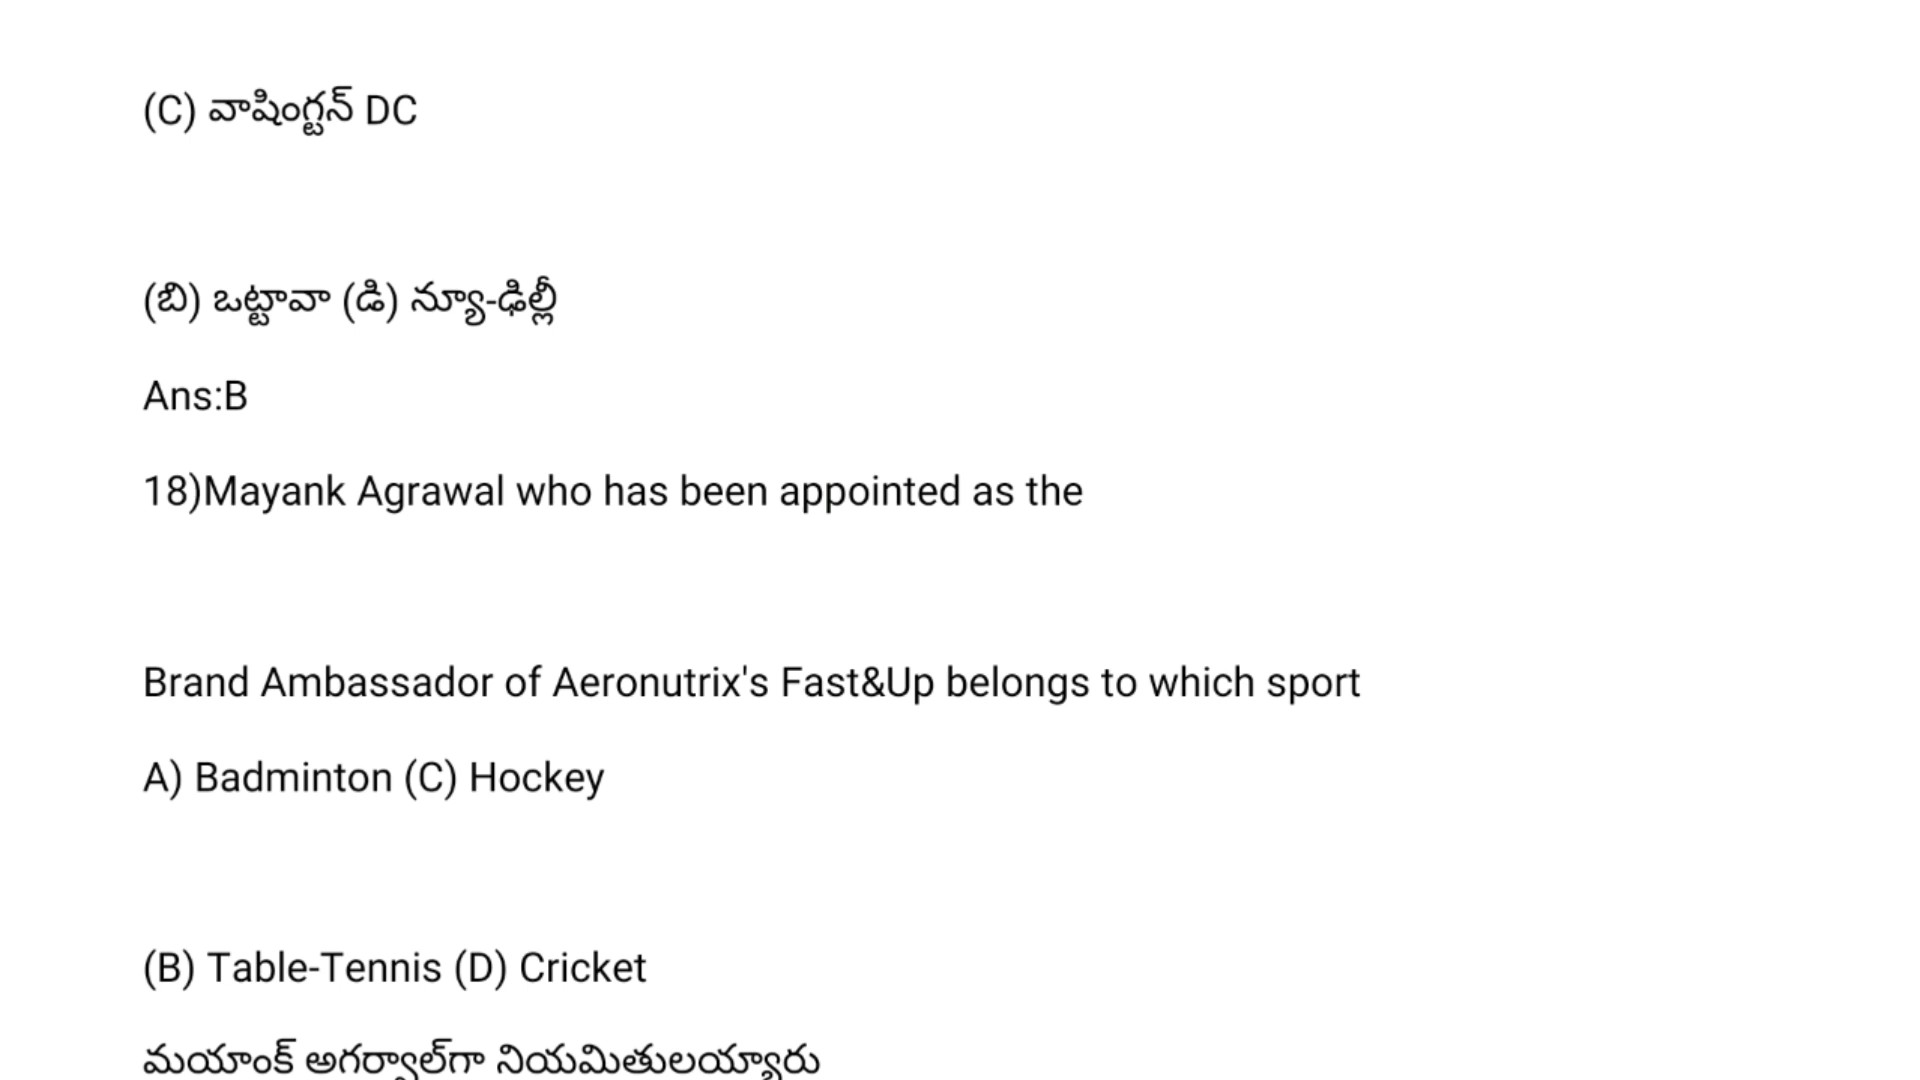 (C) వాషింగ్టన్ DC
(బి) ఒట్టావా (డి) న్యూ-ఢిల్లీ
Ans:B
18)Mayank Agrawal who has been appointed as the
Brand Ambassador of Aeronutrix's Fast&Up belongs to which sport
A) Badminton (C) Hockey
(B) Table-Tennis (D) Cricket
మయాంక్ అగర్వాల్‌గా నియమితులయ్యారు